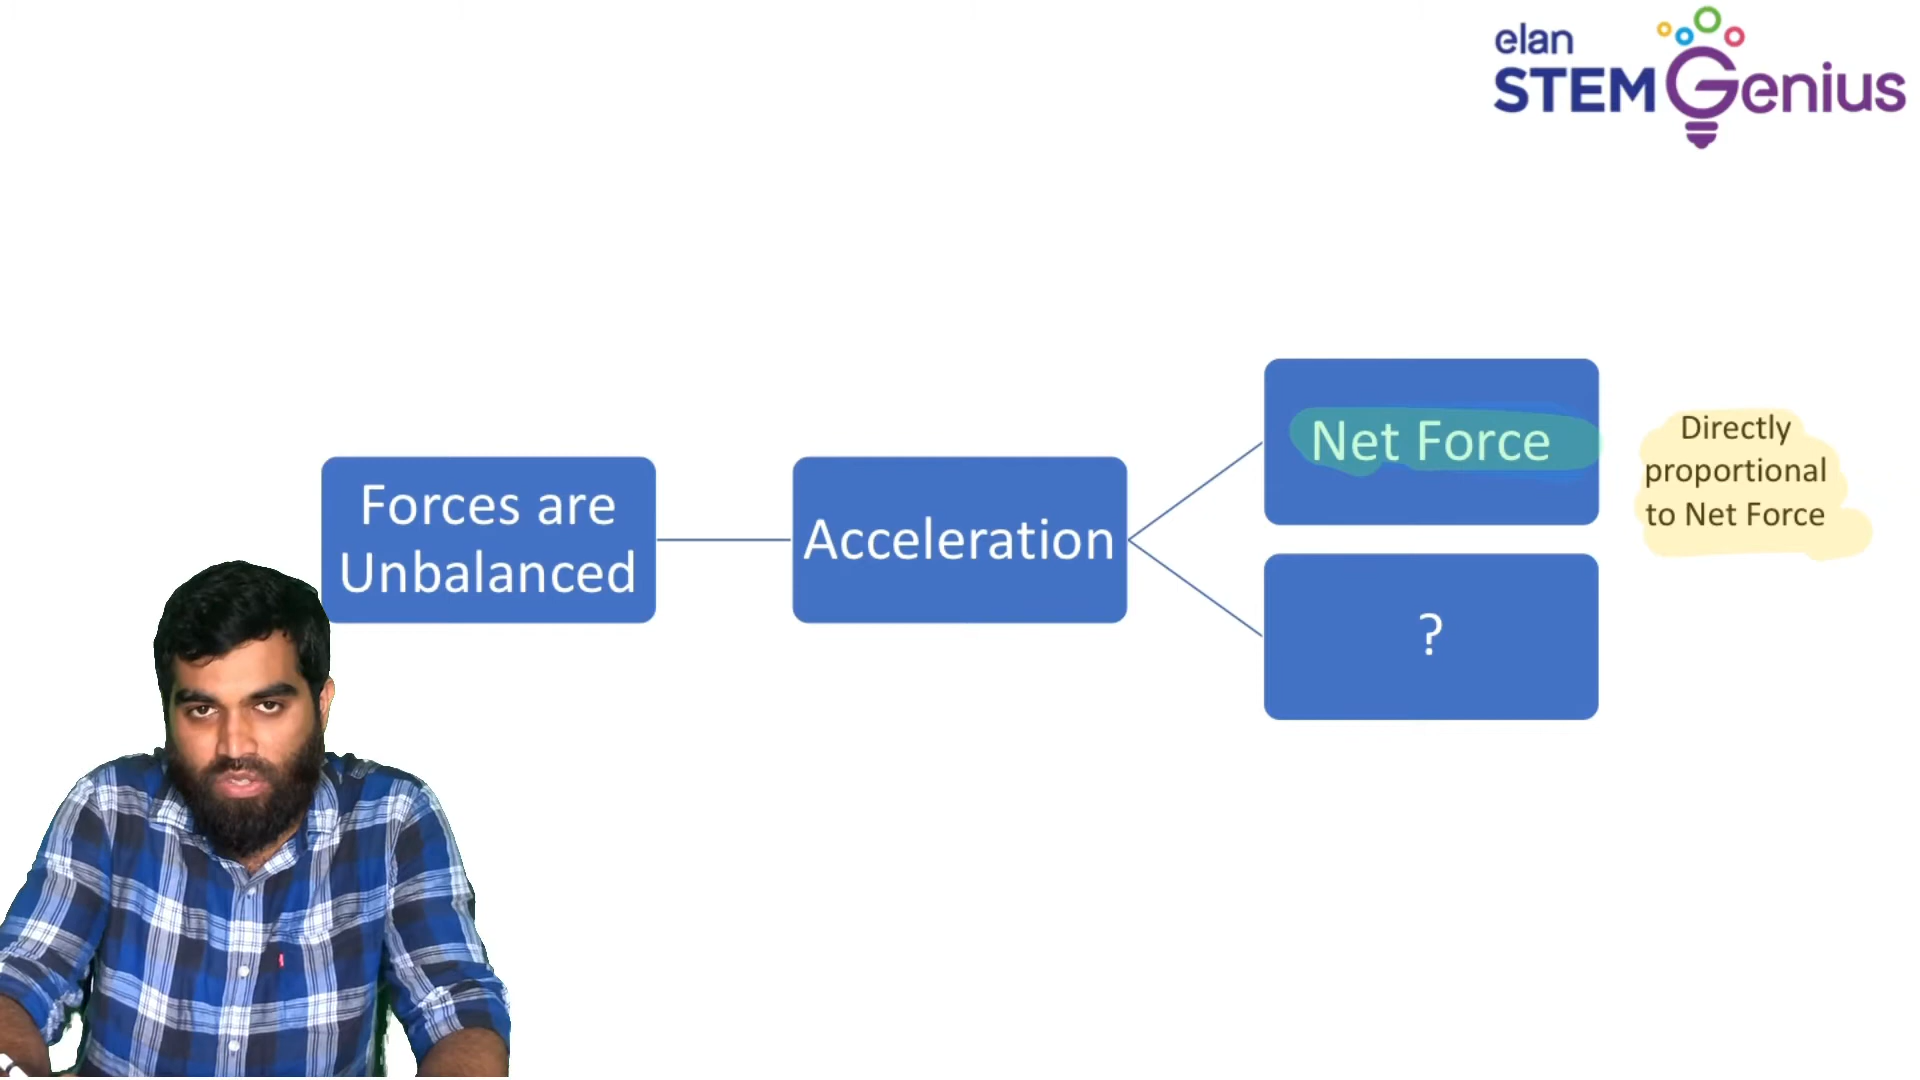 elan
STEMGenius
Forces are
Unbalanced
Acceleration
Net Force
Directly
proportional
to Net Force
?